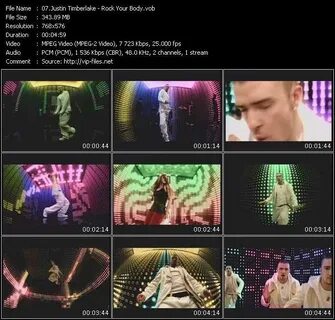 File Name : 07.Justin Timberlake - Rock Your Body.vob
File Size : 343.89 MB
Resolution : 768x576
Duration : 00:04:59
Video : MPEG Video (MPEG-2 Video), 7 723 Kbps, 25.000 fps
Audio : PCM (PCM), 1 536 Kbps (CBR), 48.0 KHz, 2 channels, 1 stream
Comment : Source: http://vip-files.net
00:00:44 00:01:14 00:01:44
00:02:14 00:02:44 00:03:14
00:03:44 00:04:14 00:04:44